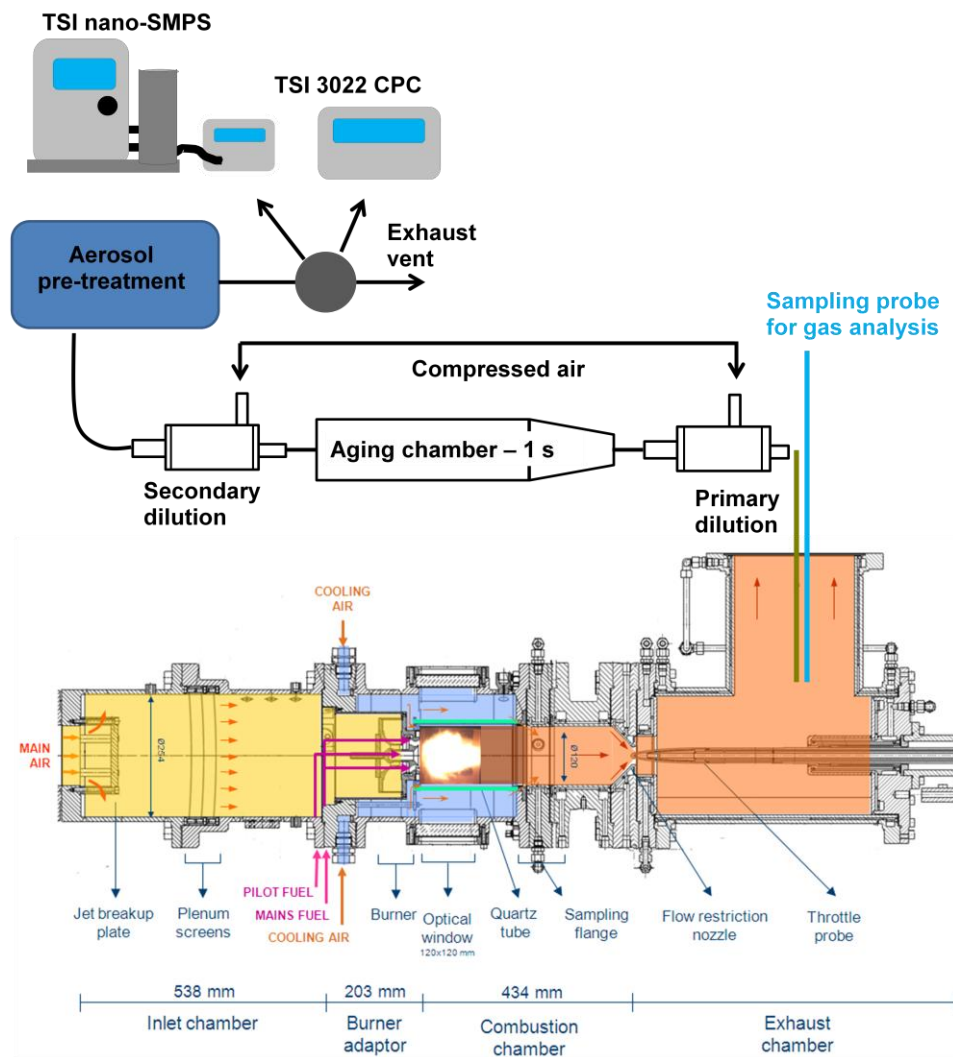 TSI nano-SMPS
TSI 3022 CPC
Aerosol
pre-treatment
Exhaust
vent
Sampling probe
for gas analysis
Compressed air
Aging chamber – 1 s
Secondary
dilution
Primary
dilution
COOLING
AIR
MAIN
AIR
Ø254
Ø120
PILOT FUEL
MAINS FUEL
COOLING AIR
Jet breakup
plate
Plenum
screens
Burner
Optical
window
120x120 mm
Quartz
tube
Sampling
flange
Flow restriction
nozzle
Throttle
probe
538 mm
203 mm
434 mm
Inlet chamber
Burner
adaptor
Combustion
chamber
Exhaust
chamber